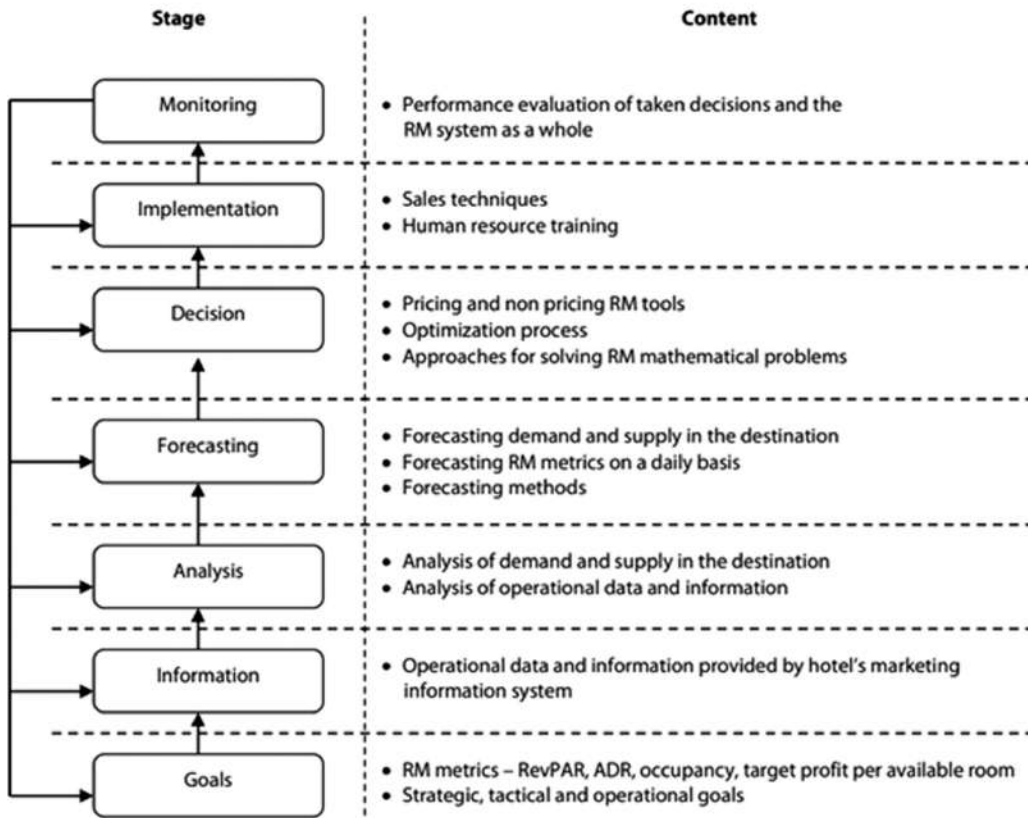 Stage
Content
Monitoring
• Performance evaluation of taken decisions and the
RM system as a whole
Implementation
• Sales techniques
• Human resource training
Decision
• Pricing and non pricing RM tools
• Optimization process
• Approaches for solving RM mathematical problems
Forecasting
• Forecasting demand and supply in the destination
• Forecasting RM metrics on a daily basis
• Forecasting methods
Analysis
• Analysis of demand and supply in the destination
• Analysis of operational data and information
Information
• Operational data and information provided by hotel's marketing
information system
Goals
• RM metrics – RevPAR, ADR, occupancy, target profit per available room
• Strategic, tactical and operational goals